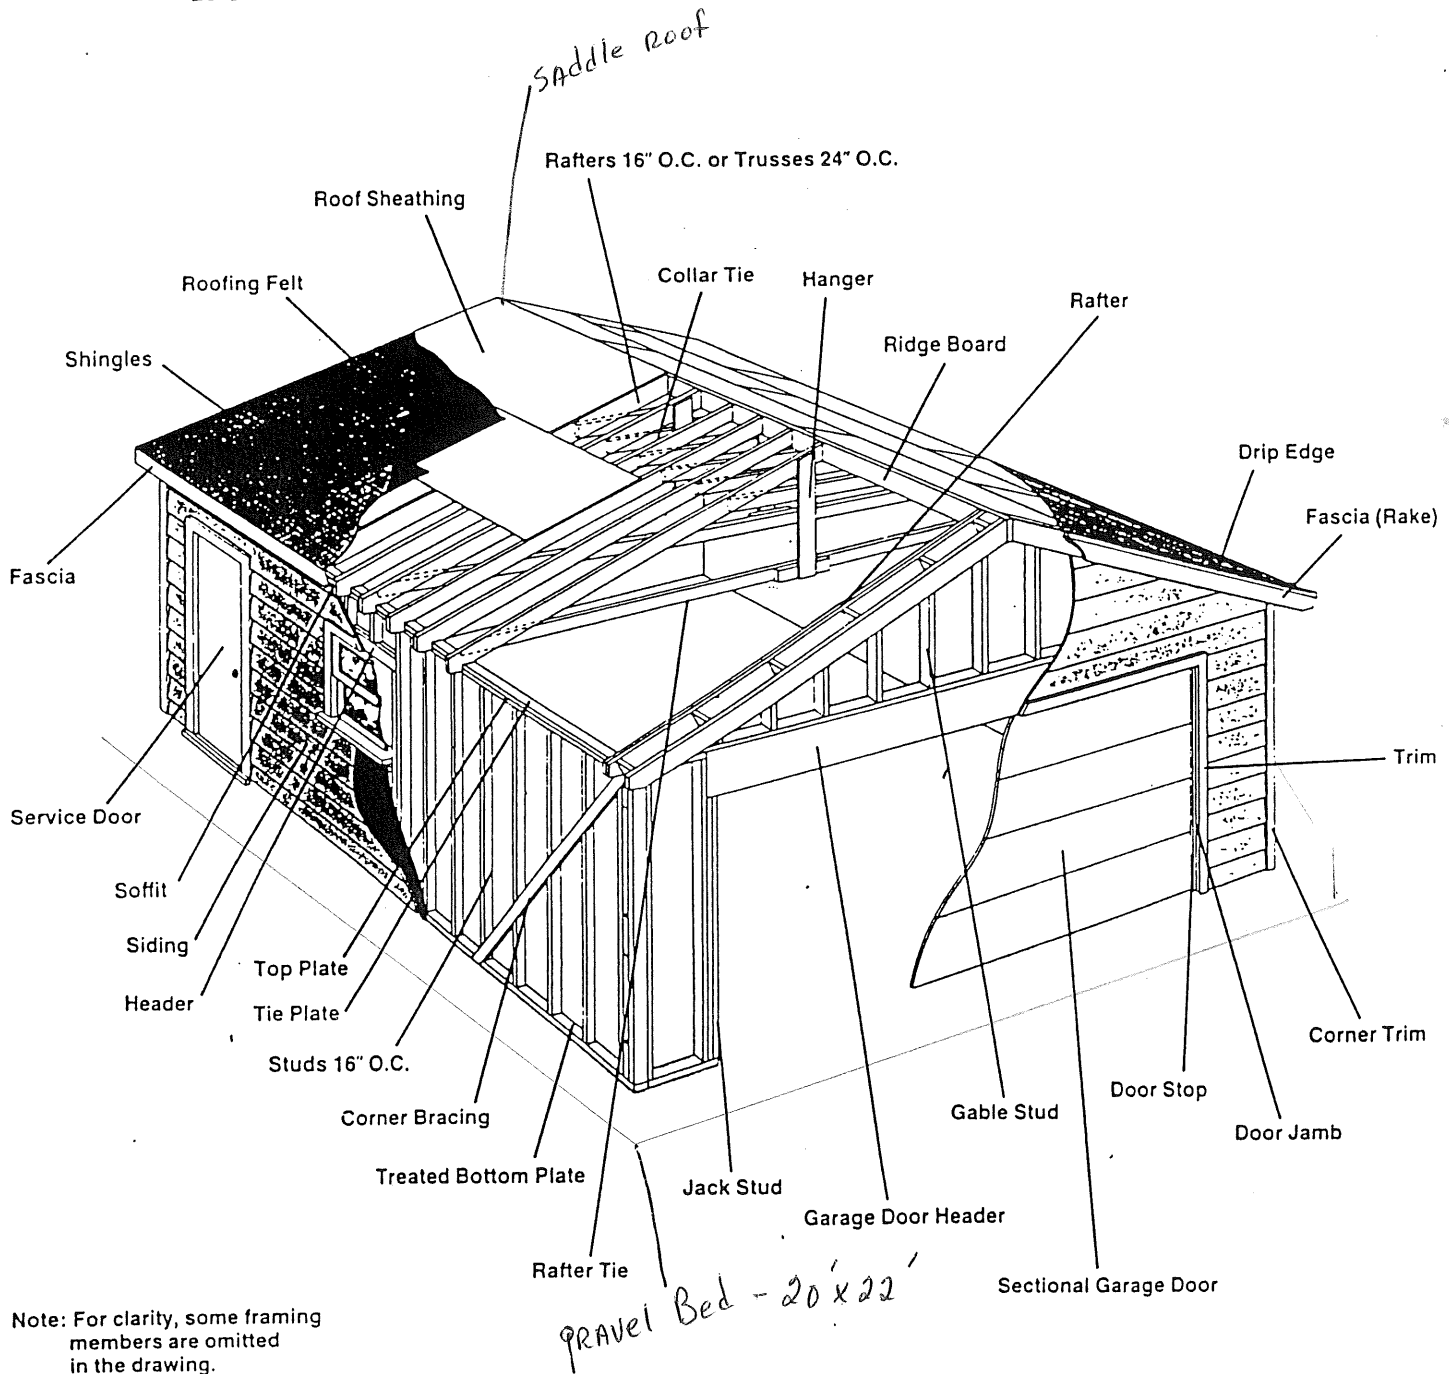 SAddle Roof
Rafters 16" O.C. or Trusses 24" O.C.
Roof Sheathing
Collar Tie
Hanger
Roofing Felt
Rafter
Ridge Board
Shingles
Drip Edge
Fascia (Rake)
Fascia
Trim
Service Door
Soffit
Siding
Top Plate
Header
Tie Plate
Corner Trim
Studs 16" O.C.
Door Stop
Gable Stud
Corner Bracing
Door Jamb
Treated Bottom Plate
Jack Stud
Garage Door Header
Rafter Tie
Sectional Garage Door
gRAVel Bed - 20' x 22'
Note: For clarity, some framing
members are omitted
in the drawing.